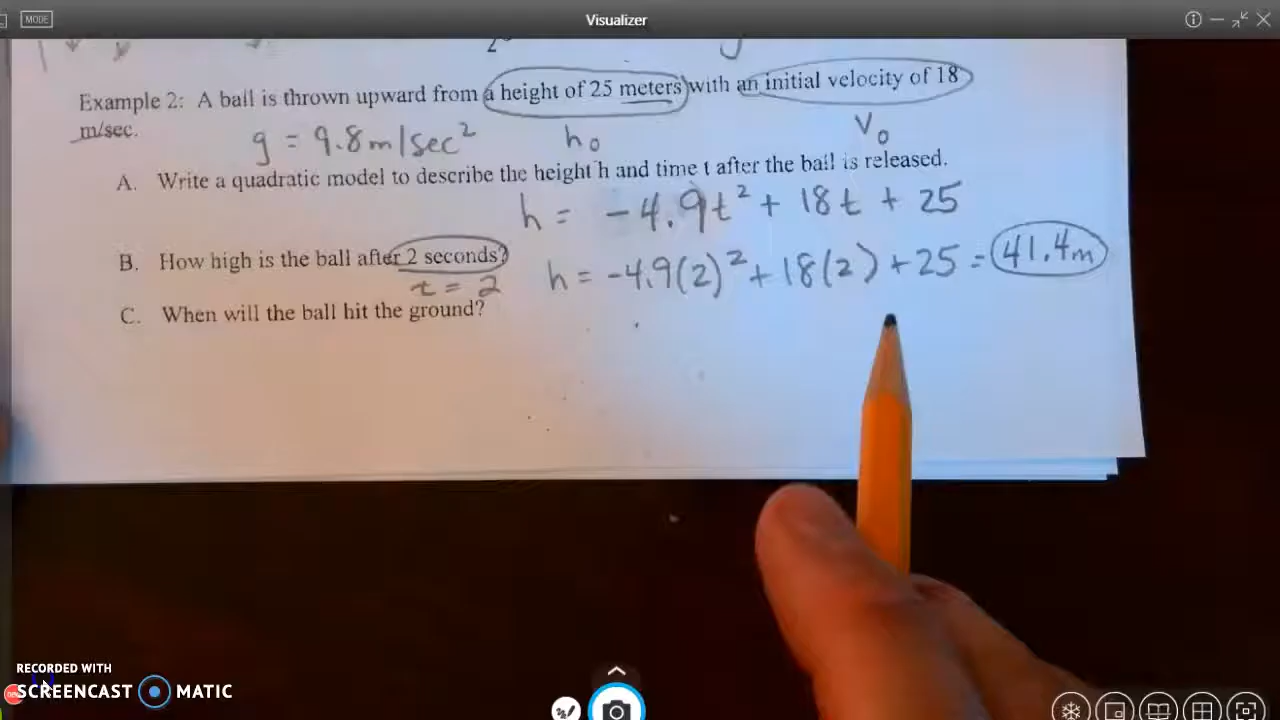 MODE
Visualizer
Example 2: A ball is thrown upward from a height of 25 meters with an initial velocity of 18
m/sec.
g = 9.8 m/sec² h₀ V₀
A. Write a quadratic model to describe the height h and time t after the ball is released.
h = -4.9t² + 18t + 25
B. How high is the ball after 2 seconds? h = -4.9(2)² + 18(2) + 25 = 41.4m
t = 2
C. When will the ball hit the ground?
RECORDED WITH
SCREENCAST MATIC